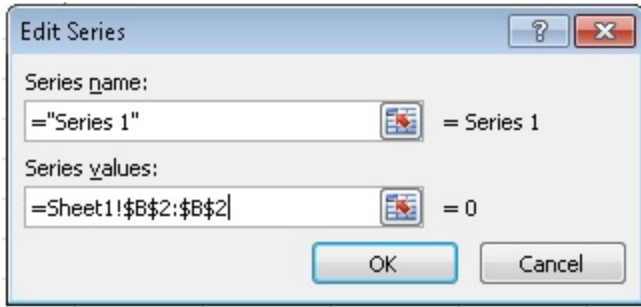 Edit Series
Series name:
="Series 1" = Series 1
Series values:
=Sheet1!$B$2:$B$2 = 0
OK Cancel